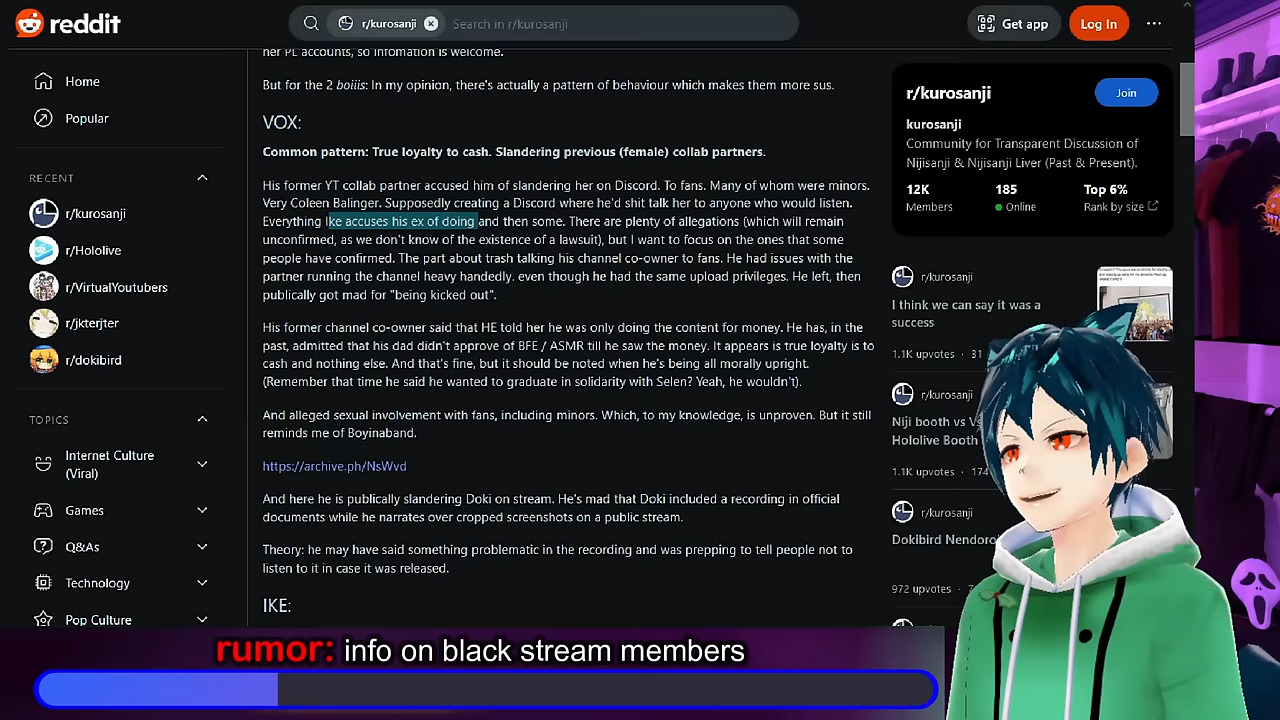 reddit
r/kurosanji
Search in r/kurosanji
Get app
Log In
Home
Popular
RECENT
r/kurosanji
r/Hololive
r/VirtualYoutubers
r/jkterjter
r/dokibird
TOPICS
Internet Culture
(Viral)
Games
Q&As
Technology
Pop Culture
her PL accounts, so infomation is welcome.
But for the 2 boiiis: In my opinion, there's actually a pattern of behaviour which makes them more sus.
VOX:
Common pattern: True loyalty to cash. Slandering previous (female) collab partners.
His former YT collab partner accused him of slandering her on Discord. To fans. Many of whom were minors.
Very Coleen Balinger. Supposedly creating a Discord where he'd shit talk her to anyone who would listen.
Everything Ike accuses his ex of doing and then some. There are plenty of allegations (which will remain
unconfirmed, as we don't know of the existence of a lawsuit), but I want to focus on the ones that some
people have confirmed. The part about trash talking his channel co-owner to fans. He had issues with the
partner running the channel heavy handedly, even though he had the same upload privileges. He left, then
publically got mad for "being kicked out".
His former channel co-owner said that HE told her he was only doing the content for money. He has, in the
past, admitted that his dad didn't approve of BFE / ASMR till he saw the money. It appears is true loyalty is to
cash and nothing else. And that's fine, but it should be noted when he's being all morally upright.
(Remember that time he said he wanted to graduate in solidarity with Selen? Yeah, he wouldn't).
And alleged sexual involvement with fans, including minors. Which, to my knowledge, is unproven. But it still
reminds me of Boyinaband.
https://archive.ph/NsWvd
And here he is publically slandering Doki on stream. He's mad that Doki included a recording in official
documents while he narrates over cropped screenshots on a public stream.
Theory: he may have said something problematic in the recording and was prepping to tell people not to
listen to it in case it was released.
IKE:
r/kurosanji
Join
kurosanji
Community for Transparent Discussion of
Nijisanji & Nijisanji Liver (Past & Present).
12K
185
Top 6%
Members
Online
Rank by size
r/kurosanji
I think we can say it was a
success
1.1K upvotes · 31
r/kurosanji
Niji booth vs
Hololive Booth
1.1K upvotes · 174
r/kurosanji
Dokibird Nendoro
972 upvotes ·
rumor: info on black stream members